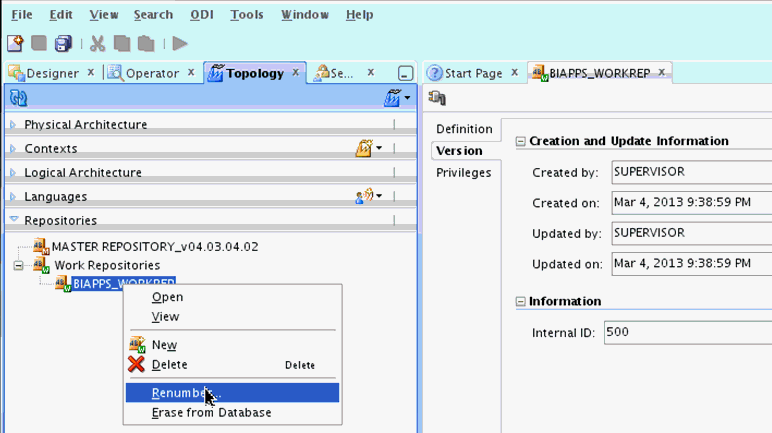 File Edit View Search ODI Tools Window Help
Designer x Operator x Topology x Se... x
Physical Architecture
Contexts
Logical Architecture
Languages
Repositories
MASTER REPOSITORY_v04.03.04.02
Work Repositories
BIAPPS_WORKREP
Open
View
New
Delete Delete
Renumber...
Erase from Database
Start Page x BIAPPS_WORKREP x
Definition
Version
Privileges
Creation and Update Information
Created by: SUPERVISOR
Created on: Mar 4, 2013 9:38:59 PM
Updated by: SUPERVISOR
Updated on: Mar 4, 2013 9:38:59 PM
Information
Internal ID: 500